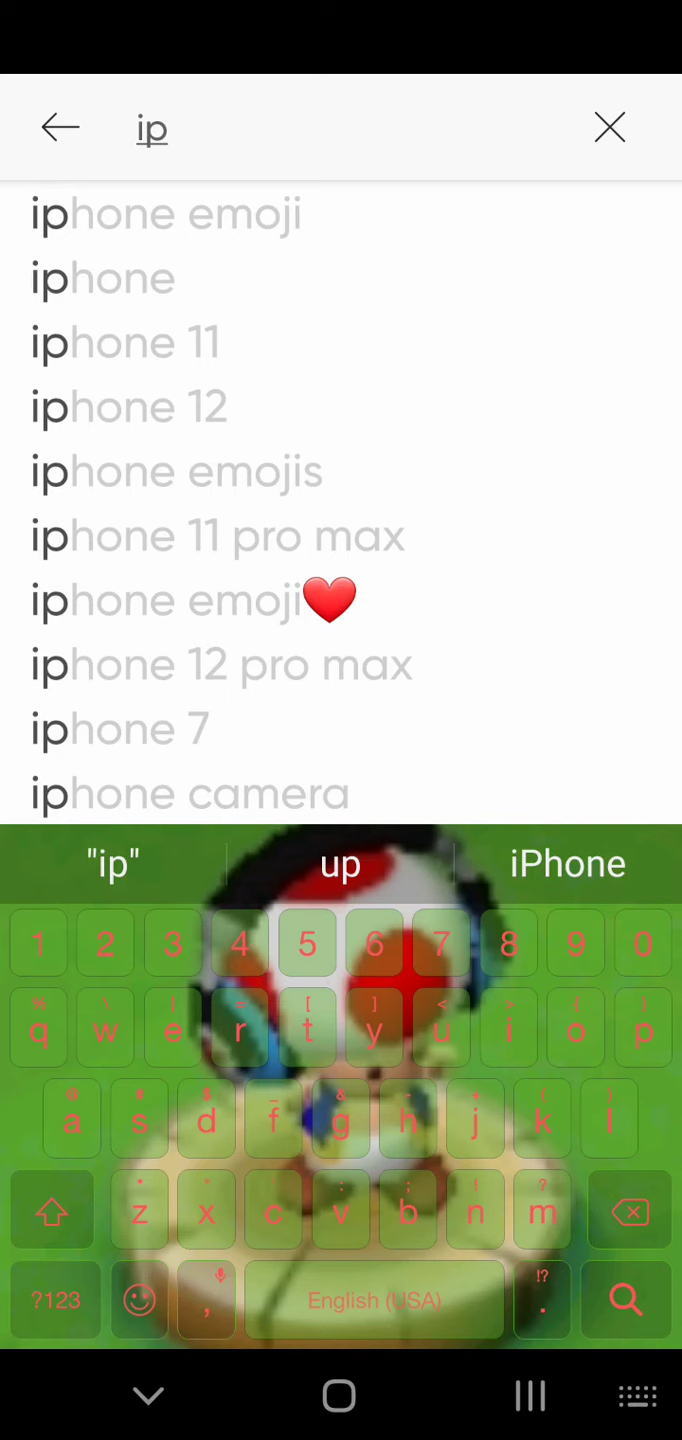 ip
iphone emoji
iphone
iphone 11
iphone 12
iphone emojis
iphone 11 pro max
iphone emoji❤️
iphone 12 pro max
iphone 7
iphone camera
"ip" up iPhone
1 2 3 4 5 6 7 8 9 0
q w e r t y u i o p
a s d f g h j k l
z x c v b n m
?123 , English (USA) !? .